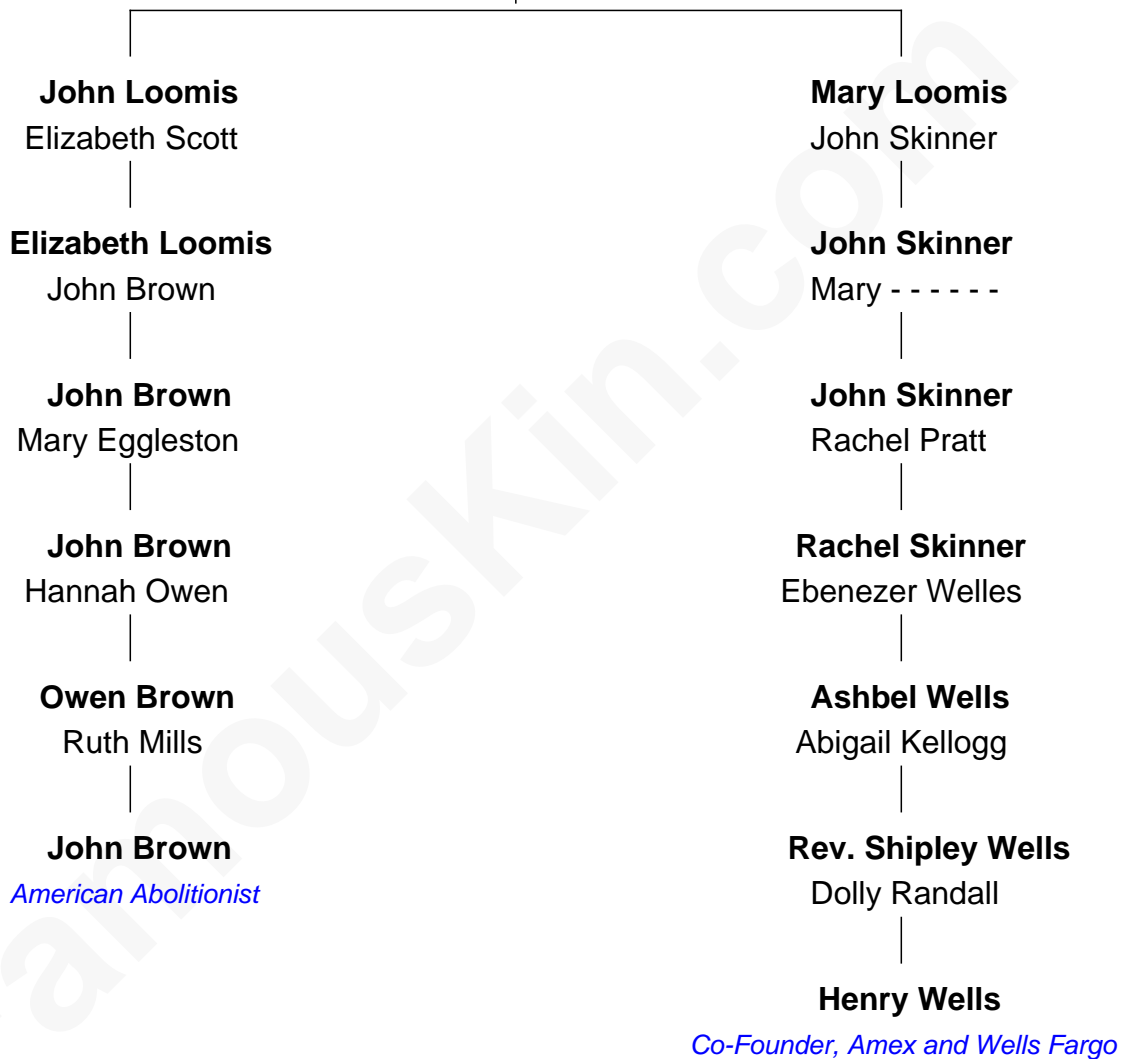 John Loomis
Elizabeth Scott
Elizabeth Loomis
John Brown
John Brown
Mary Eggleston
John Brown
Hannah Owen
Owen Brown
Ruth Mills
John Brown
American Abolitionist
Mary Loomis
John Skinner
John Skinner
Mary - - - - - -
John Skinner
Rachel Pratt
Rachel Skinner
Ebenezer Welles
Ashbel Wells
Abigail Kellogg
Rev. Shipley Wells
Dolly Randall
Henry Wells
Co-Founder, Amex and Wells Fargo
amousKin.com